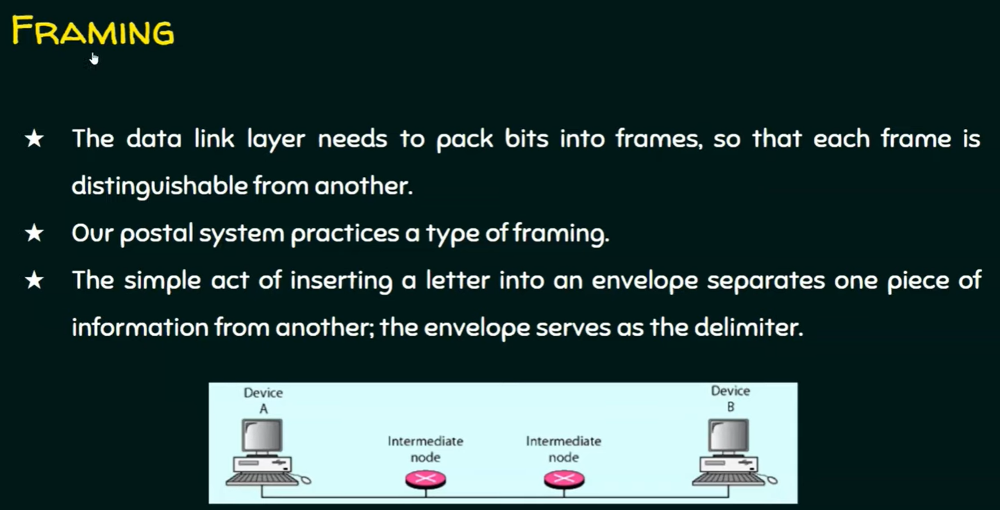 FRAMING
★ The data link layer needs to pack bits into frames, so that each frame is
distinguishable from another.
★ Our postal system practices a type of framing.
★ The simple act of inserting a letter into an envelope separates one piece of
information from another; the envelope serves as the delimiter.
Device
A
Intermediate
node
Intermediate
node
Device
B